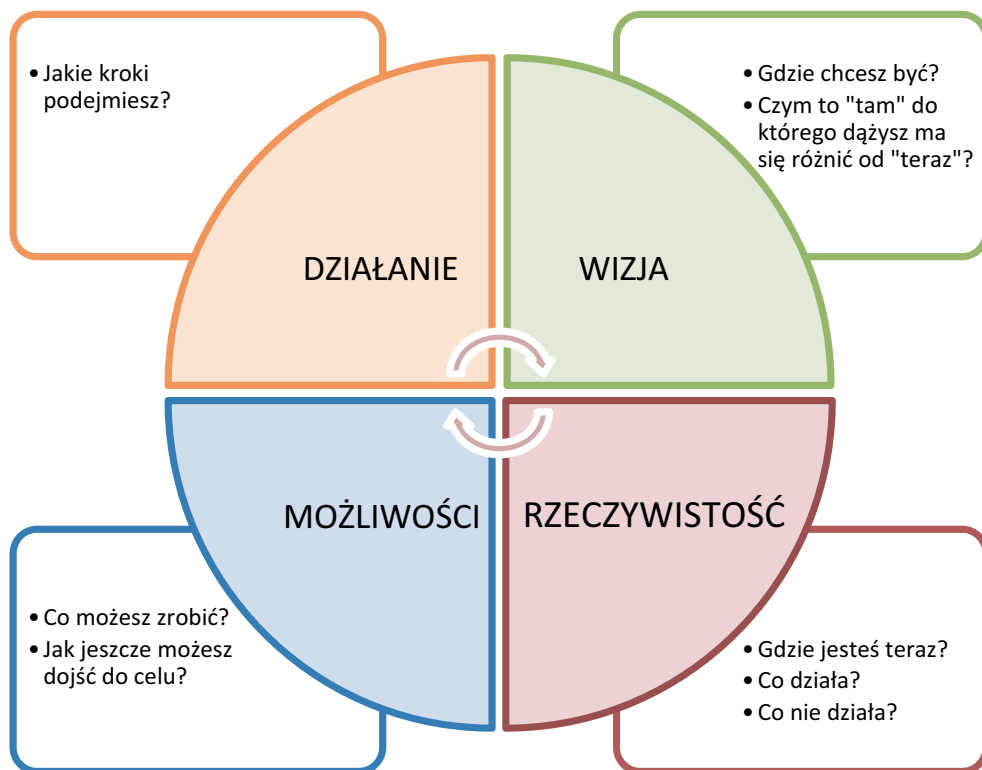 • Jakie kroki
podejmiesz?
• Gdzie chcesz być?
• Czym to "tam" do
którego dążysz ma
się różnić od "teraz"?
DZIAŁANIE
WIZJA
MOŻLIWOŚCI
RZECZYWISTOŚĆ
• Co możesz zrobić?
• Jak jeszcze możesz
dojść do celu?
• Gdzie jesteś teraz?
• Co działa?
• Co nie działa?